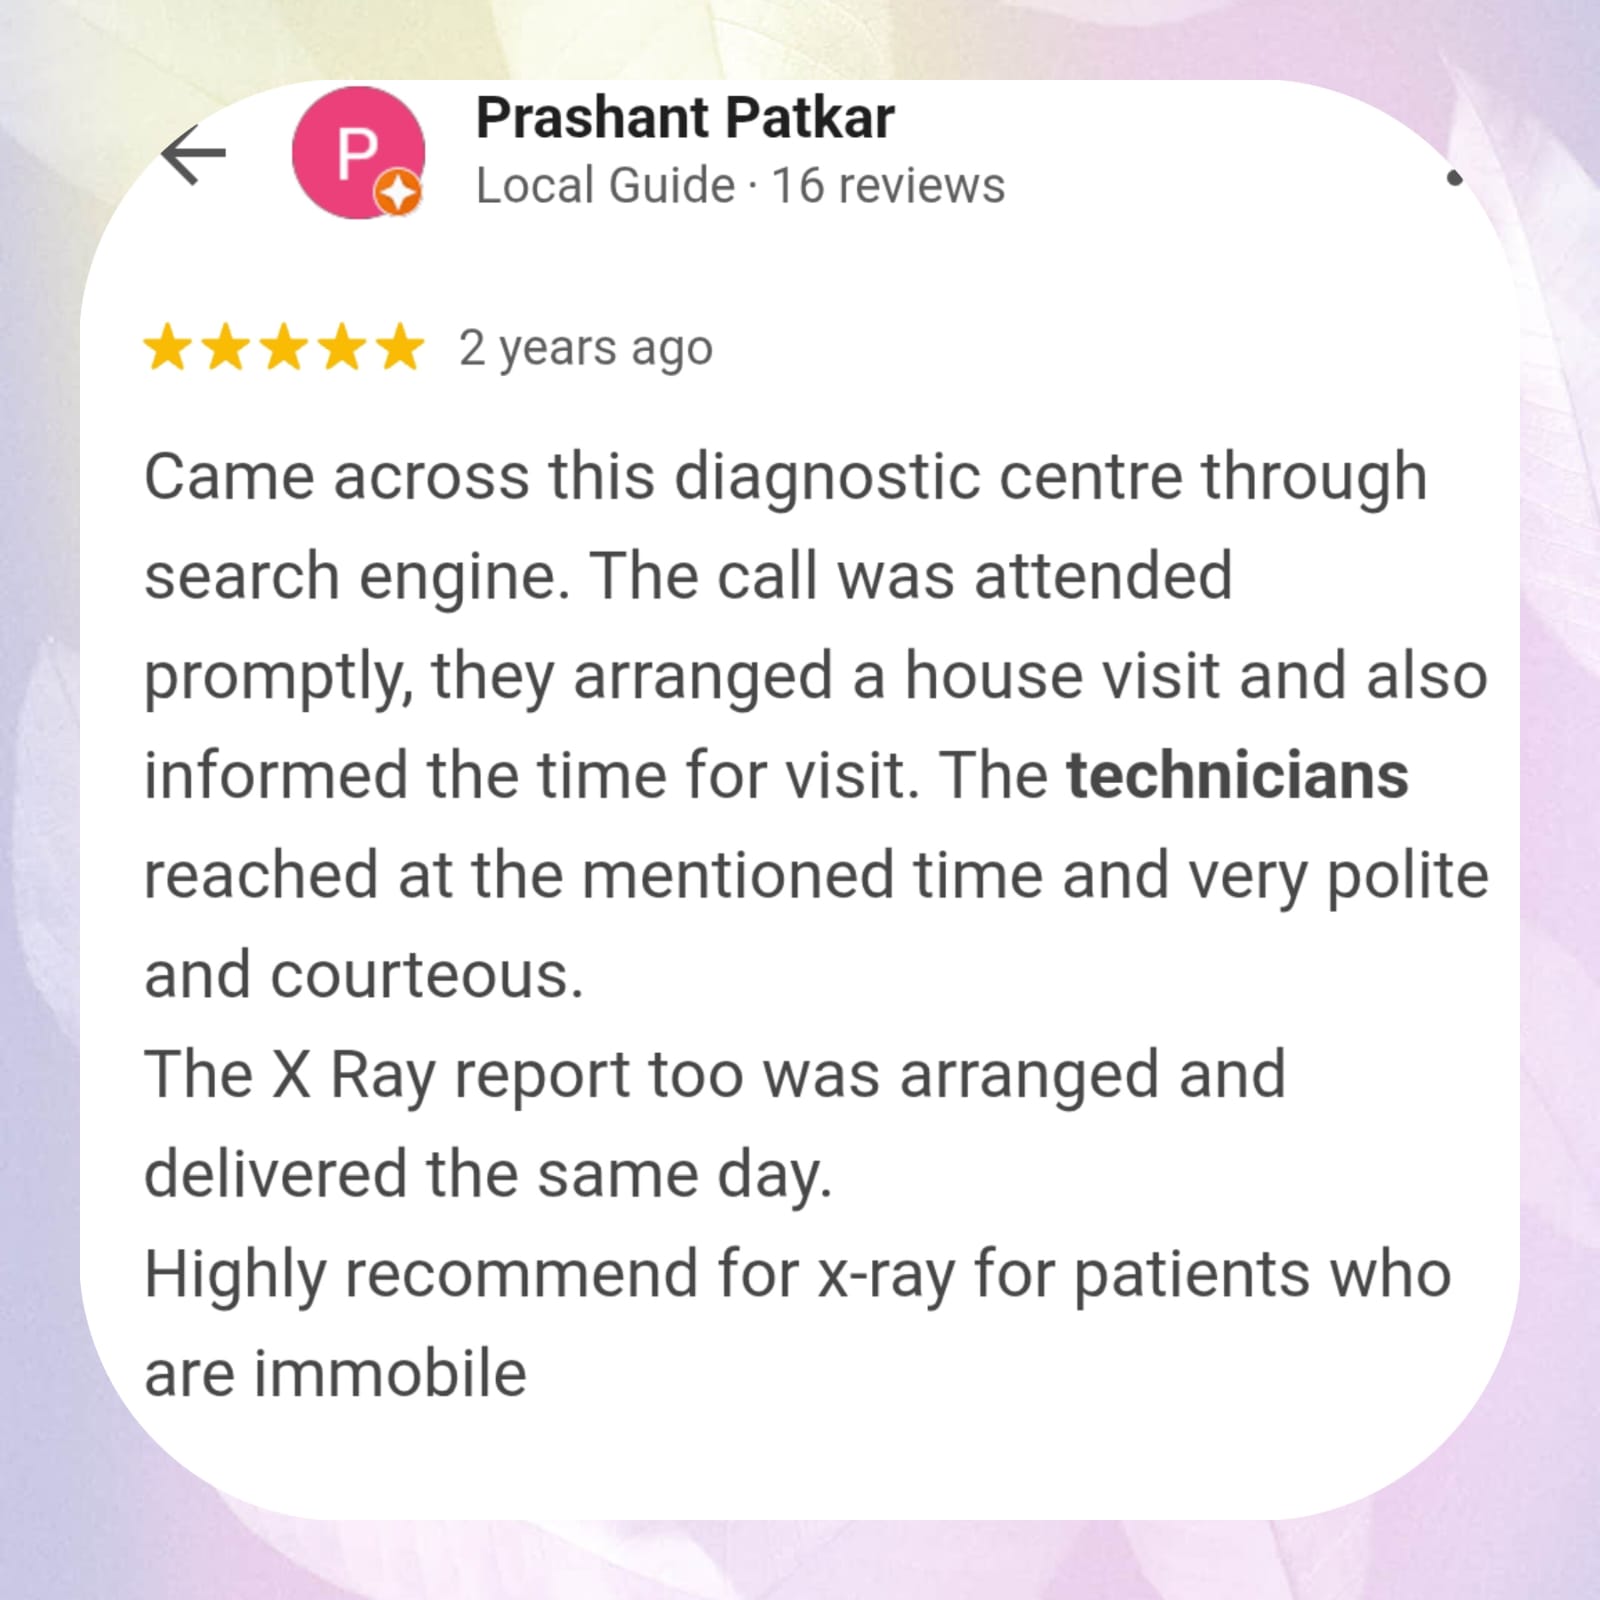 P
Prashant Patkar
Local Guide · 16 reviews
2 years ago
Came across this diagnostic centre through
search engine. The call was attended
promptly, they arranged a house visit and also
informed the time for visit. The technicians
reached at the mentioned time and very polite
and courteous.
The X Ray report too was arranged and
delivered the same day.
Highly recommend for x-ray for patients who
are immobile